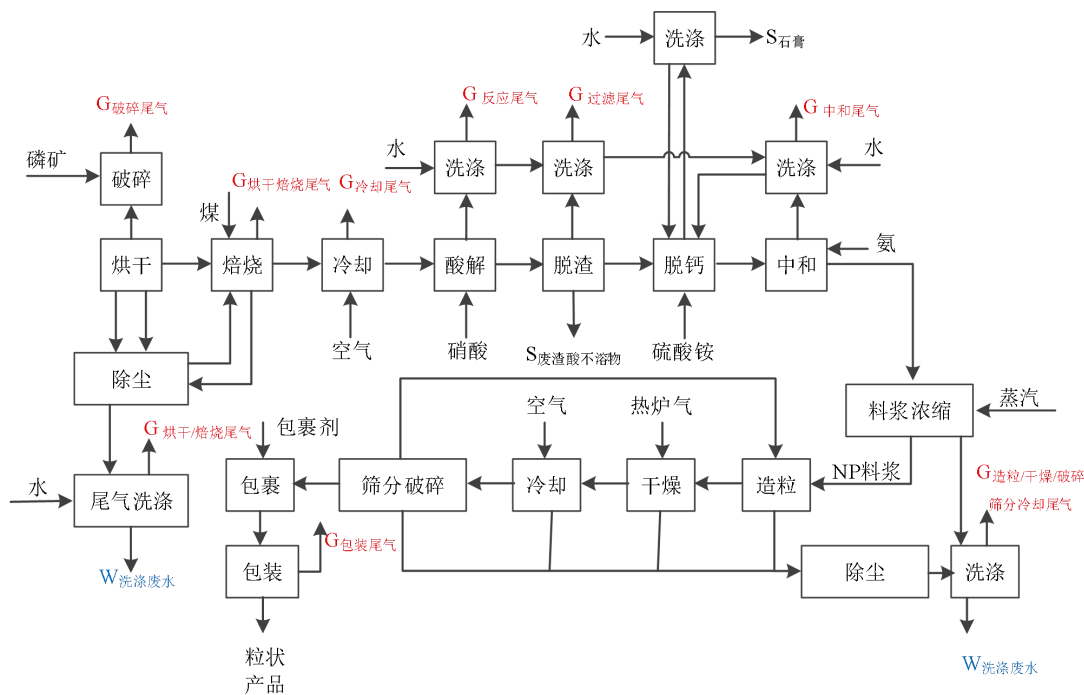 水
洗涤
S石膏
G破碎尾气
G反应尾气
G过滤尾气
G中和尾气
磷矿
破碎
水
洗涤
洗涤
洗涤
水
G烘干焙烧尾气
G冷却尾气
煤
烘干
焙烧
冷却
酸解
脱渣
脱钙
中和
氨
空气
硝酸
S废渣酸不溶物
硫酸铵
除尘
料浆浓缩
蒸汽
G烘干/焙烧尾气
包裹剂
空气
热炉气
水
尾气洗涤
包裹
筛分破碎
冷却
干燥
造粒
NP料浆
G造粒/干燥/破碎
筛分冷却尾气
W洗涤废水
包装
G包装尾气
除尘
洗涤
粒状
产品
W洗涤废水